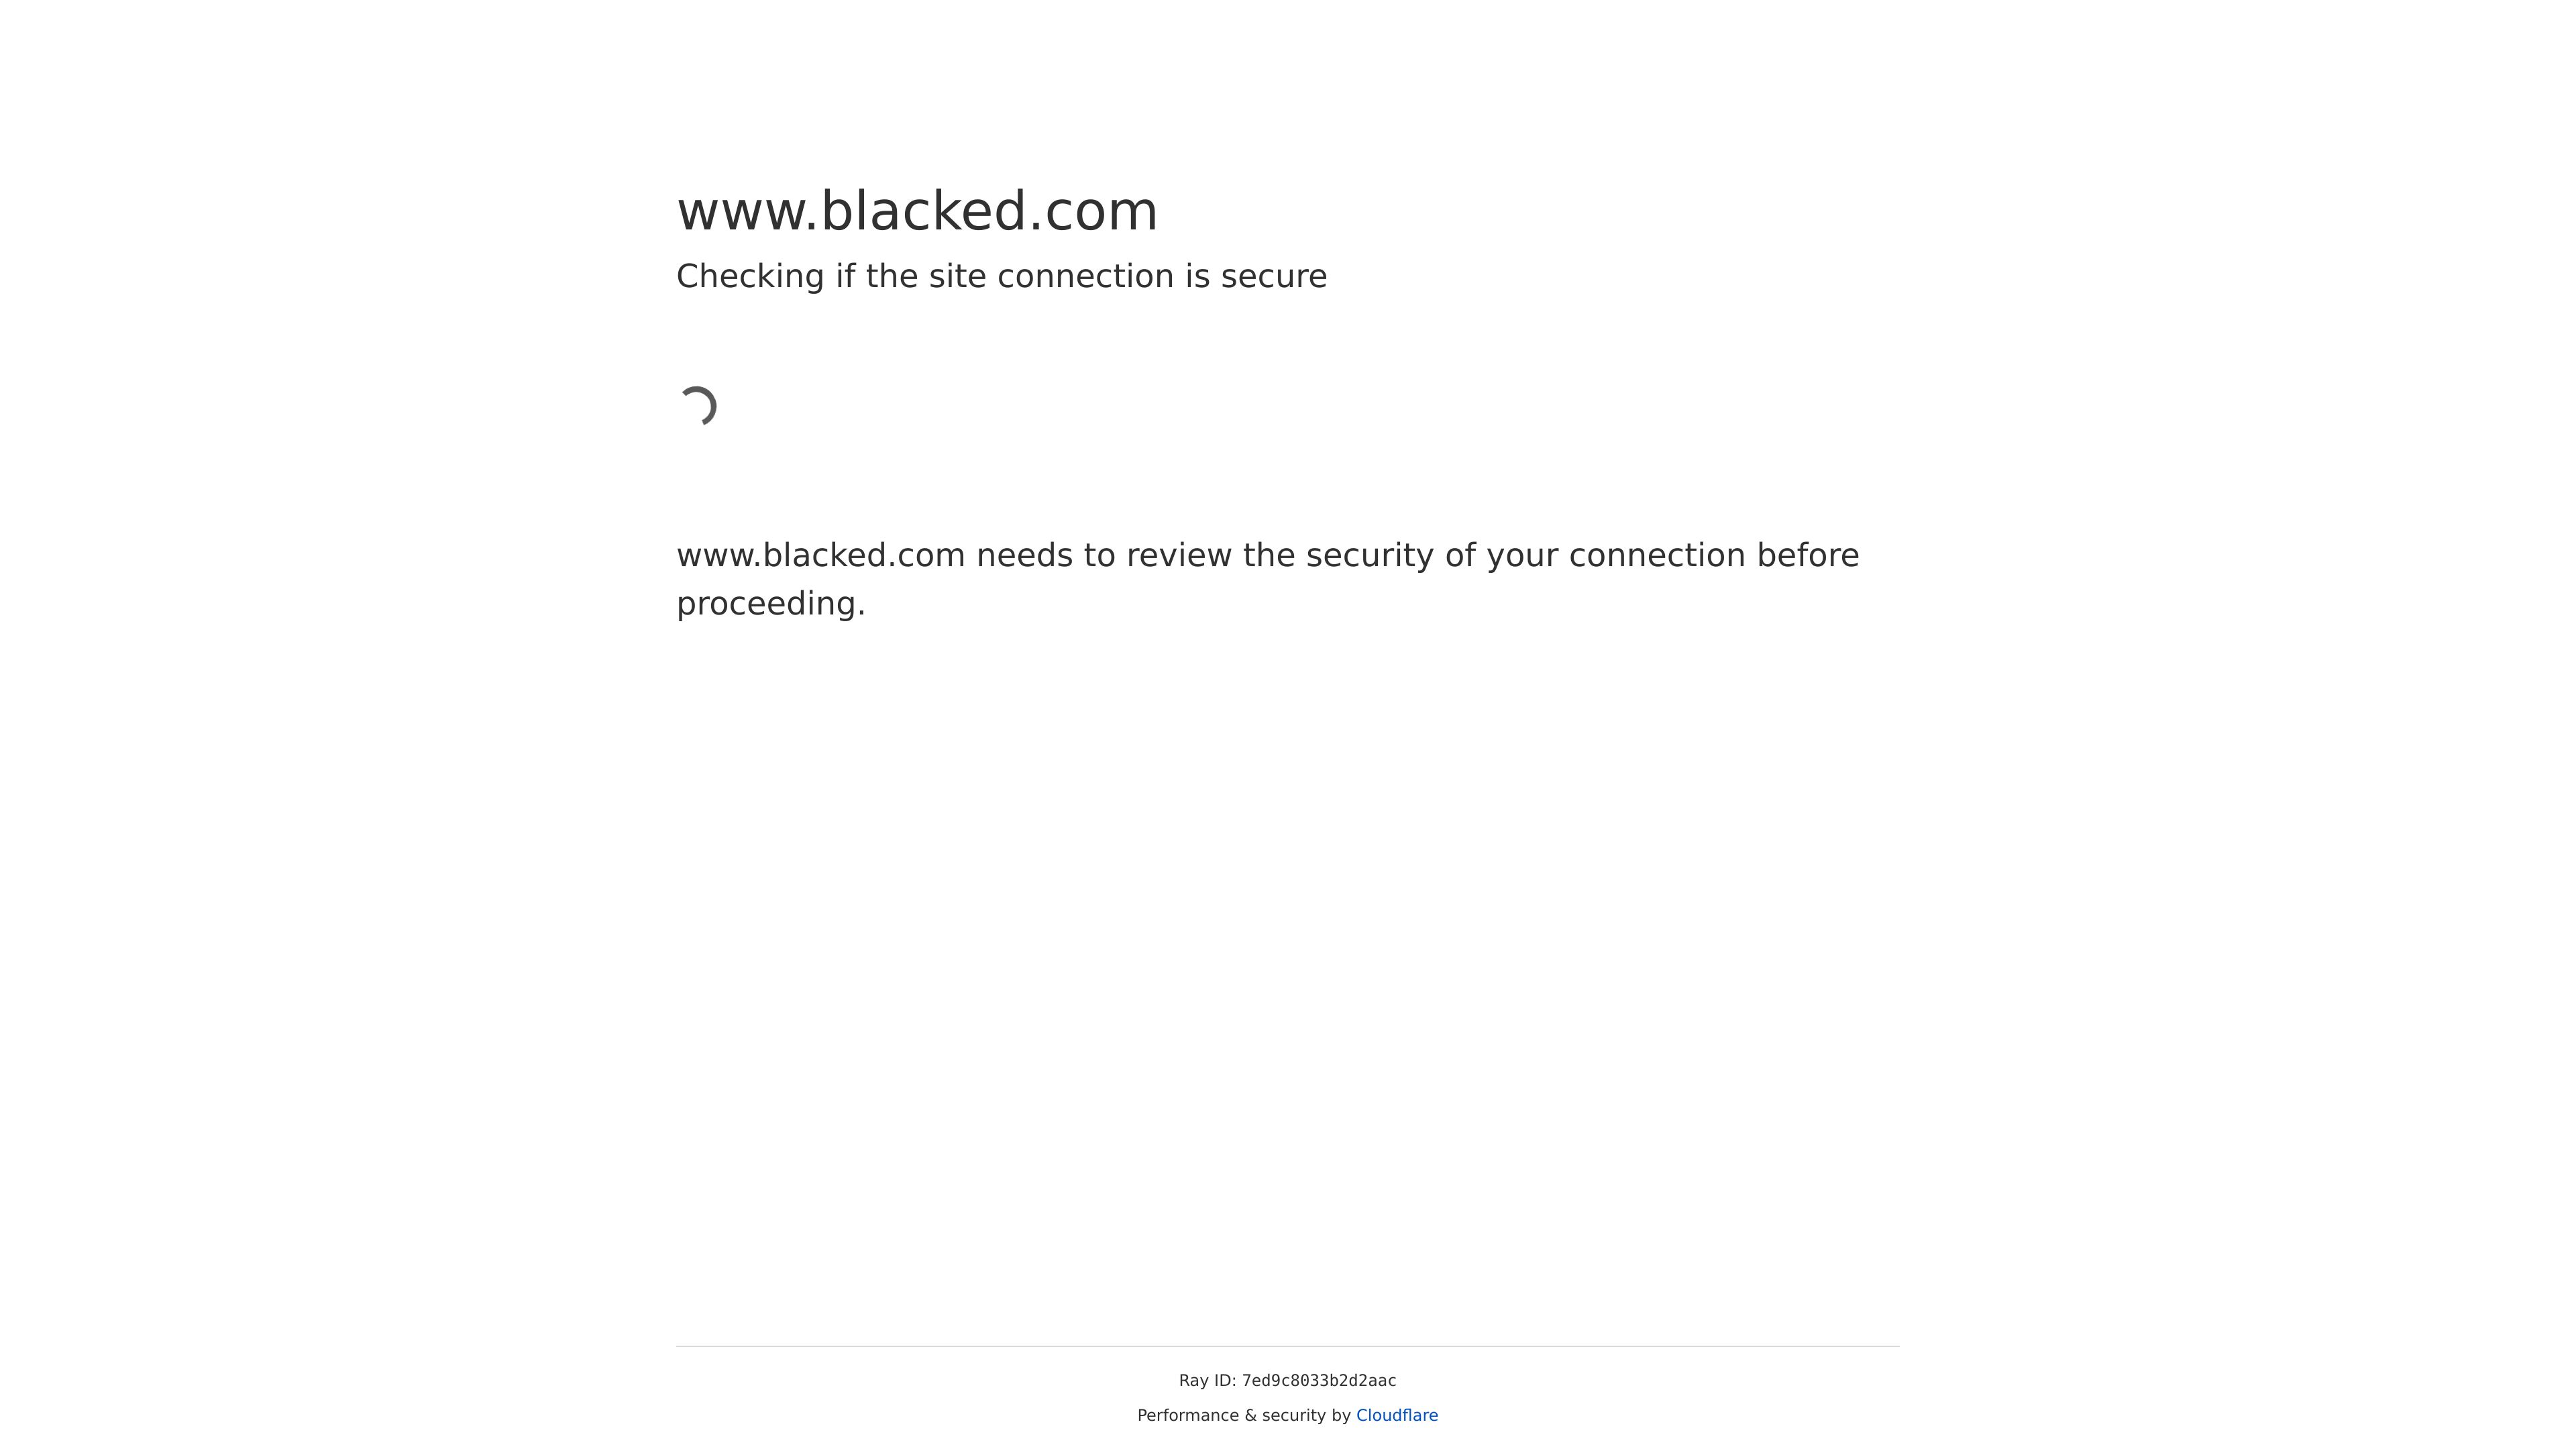 www.blacked.com
Checking if the site connection is secure
www.blacked.com needs to review the security of your connection before
proceeding.
Ray ID: 7ed9c8033b2d2aac
Performance & security by Cloudflare